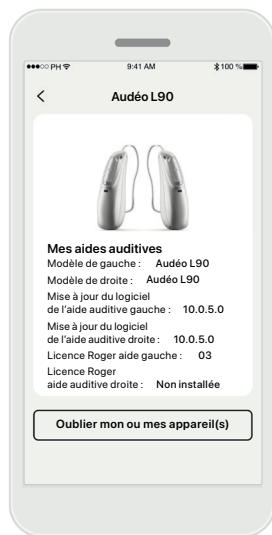 PH 9:41 AM 100 %
Audéo L90
Mes aides auditives
Modèle de gauche : Audéo L90
Modèle de droite : Audéo L90
Mise à jour du logiciel
de l'aide auditive gauche : 10.0.5.0
Mise à jour du logiciel
de l'aide auditive droite : 10.0.5.0
Licence Roger aide gauche : 03
Licence Roger
aide auditive droite : Non installée
Oublier mon ou mes appareil(s)